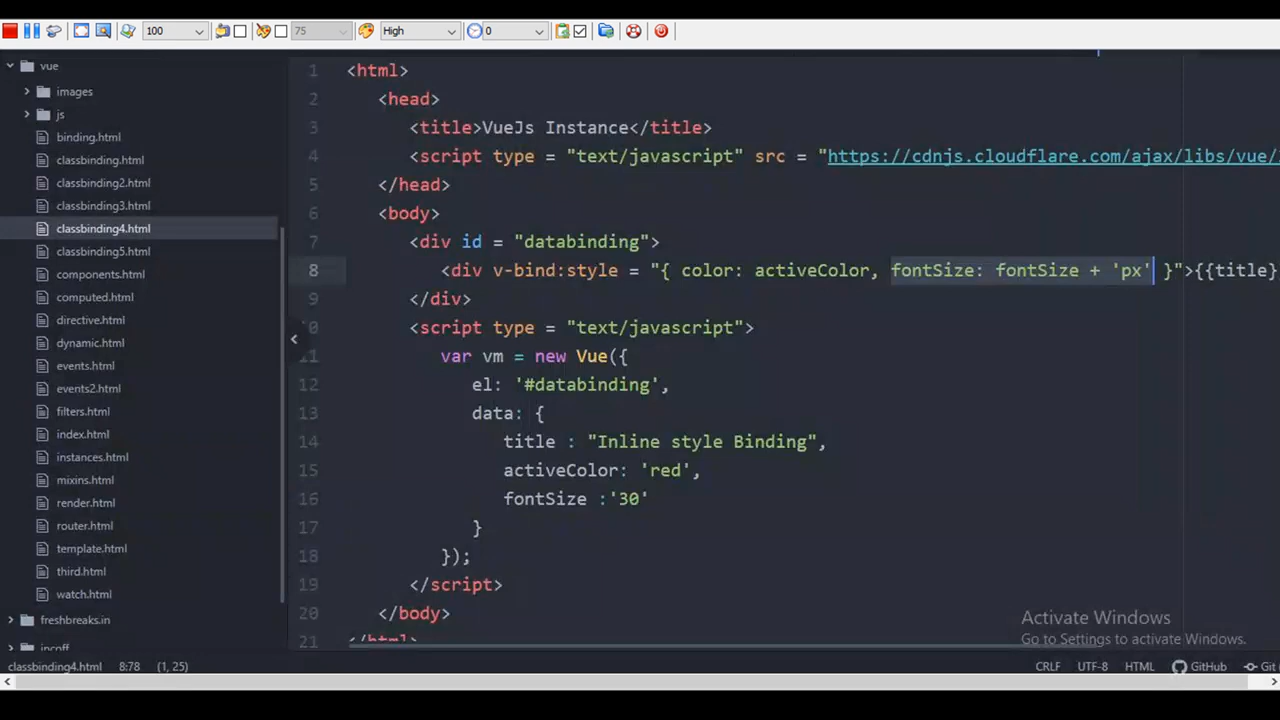 100 75 High 0
vue
images
js
binding.html
classbinding.html
classbinding2.html
classbinding3.html
classbinding4.html
classbinding5.html
components.html
computed.html
directive.html
dynamic.html
events.html
events2.html
filters.html
index.html
instances.html
mixins.html
render.html
router.html
template.html
third.html
watch.html
freshbreaks.in
incoff
1 <html>
2 <head>
3 <title>VueJs Instance</title>
4 <script type = "text/javascript" src = "https://cdnjs.cloudflare.com/ajax/libs/vue/
5 </head>
6 <body>
7 <div id = "databinding">
8 <div v-bind:style = "{ color: activeColor, fontSize: fontSize + 'px' }">{{title}
9 </div>
10 <script type = "text/javascript">
11 var vm = new Vue({
12 el: '#databinding',
13 data: {
14 title : "Inline style Binding",
15 activeColor: 'red',
16 fontSize :'30'
17 }
18 });
19 </script>
20 </body>
21 </html>
Activate Windows
Go to Settings to activate Windows.
classbinding4.html 8:78 (1, 25) CRLF UTF-8 HTML GitHub Git